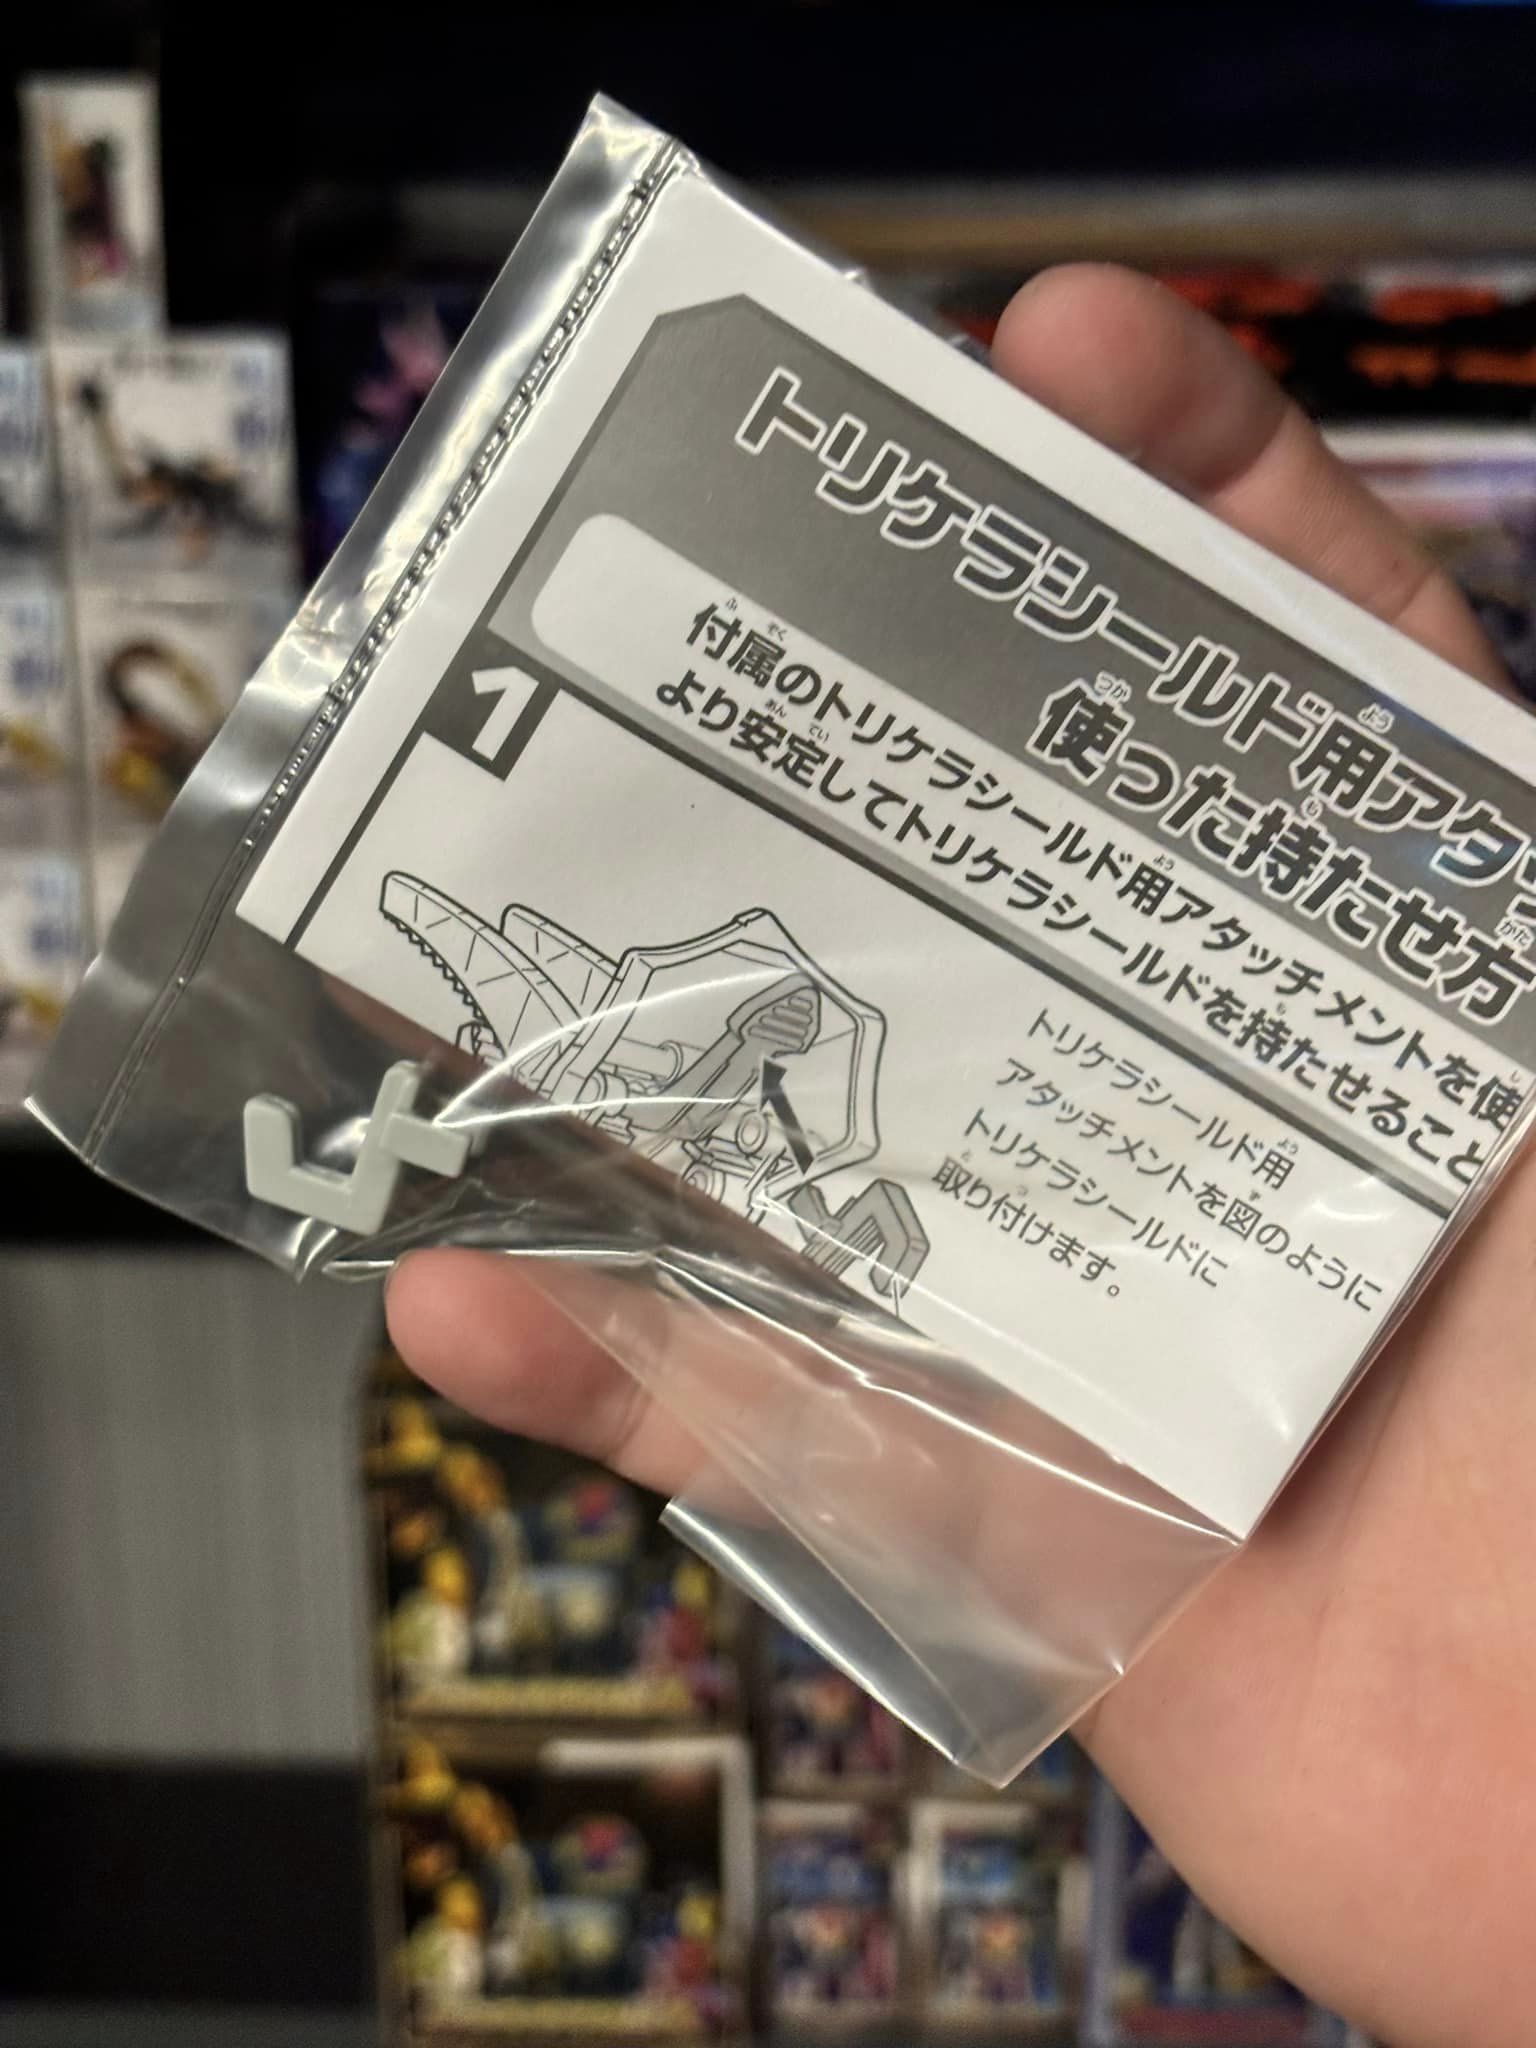 トリケラシールド用アタ
使った持たせ方
付属のトリケラシールド用アタッチメントを使
より安定してトリケラシールドを持たせること
1
トリケラシールド用
アタッチメントを図のように
トリケラシールドに
取り付けます。